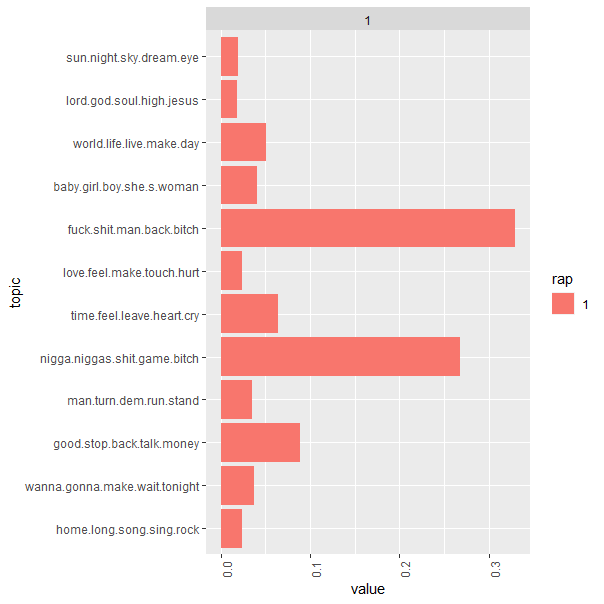 1
sun.night.sky.dream.eye
lord.god.soul.high.jesus
world.life.live.make.day
baby.girl.boy.she.s.woman
fuck.shit.man.back.bitch
love.feel.make.touch.hurt
time.feel.leave.heart.cry
nigga.niggas.shit.game.bitch
man.turn.dem.run.stand
good.stop.back.talk.money
wanna.gonna.make.wait.tonight
home.long.song.sing.rock
topic
0.0
0.1
0.2
0.3
value
rap
1